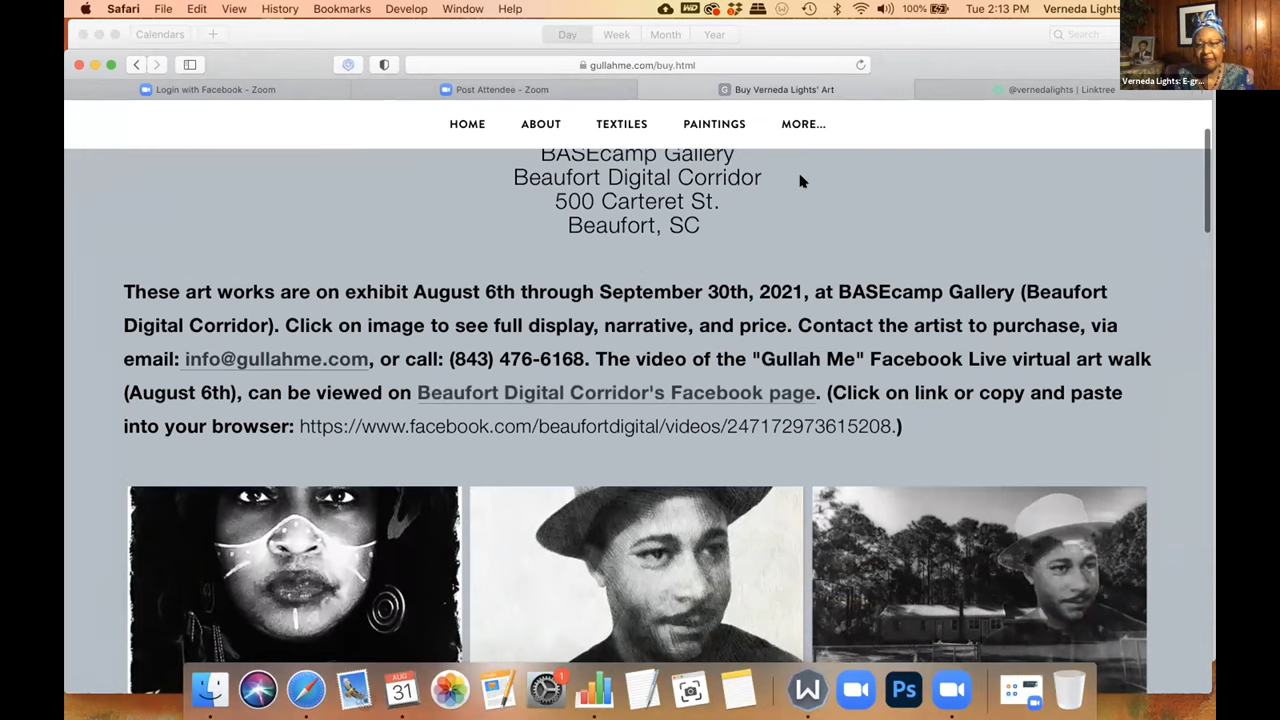 Safari File Edit View History Bookmarks Develop Window Help 100% Tue 2:13 PM Verneda Lights
Calendars Day Week Month Year Search
Verneda Lights: E-gr...
gullahme.com/buy.html
Login with Facebook - Zoom Post Attendee - Zoom Buy Verneda Lights' Art @vernedalights | Linktree
HOME ABOUT TEXTILES PAINTINGS MORE...
BASEcamp Gallery
Beaufort Digital Corridor
500 Carteret St.
Beaufort, SC
These art works are on exhibit August 6th through September 30th, 2021, at BASEcamp Gallery (Beaufort
Digital Corridor). Click on image to see full display, narrative, and price. Contact the artist to purchase, via
email: info@gullahme.com, or call: (843) 476-6168. The video of the "Gullah Me" Facebook Live virtual art walk
(August 6th), can be viewed on Beaufort Digital Corridor's Facebook page. (Click on link or copy and paste
into your browser: https://www.facebook.com/beaufortdigital/videos/247172973615208.)
AUG
31
1
W
Ps